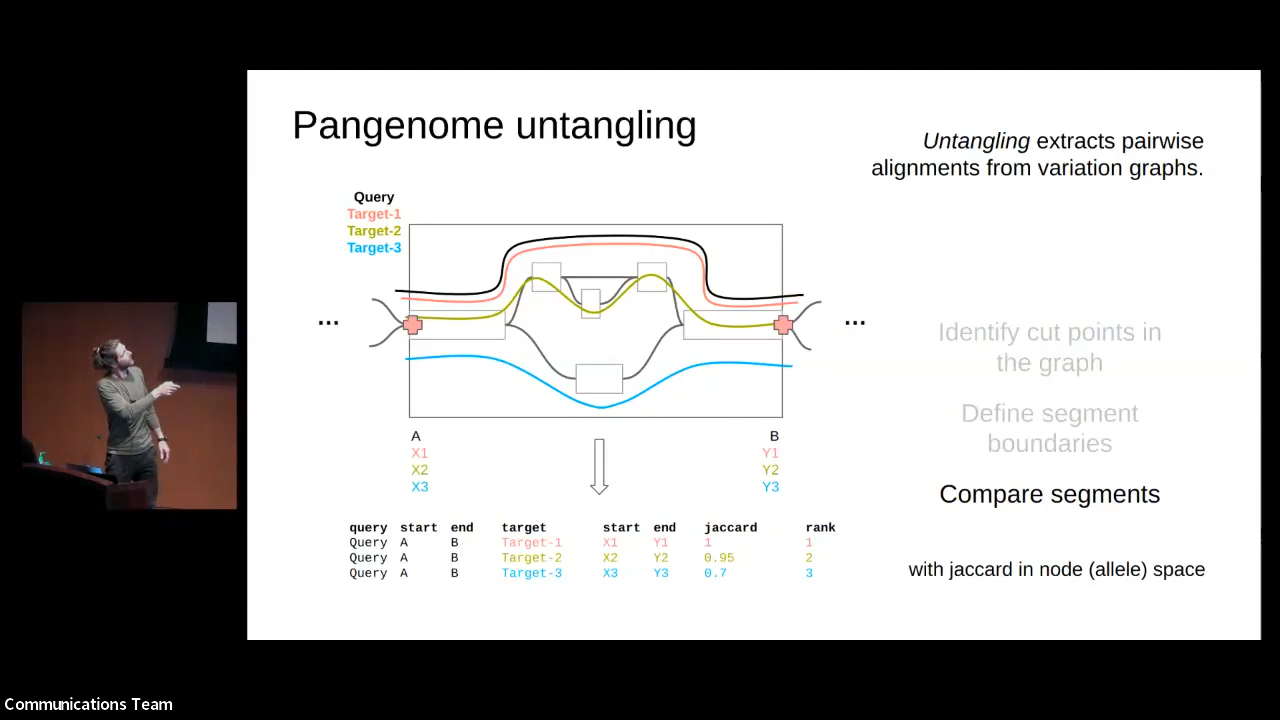 Pangenome untangling
Untangling extracts pairwise
alignments from variation graphs.
Query
Target-1
Target-2
Target-3
...
...
Identify cut points in
the graph
Define segment
boundaries
Compare segments
with jaccard in node (allele) space
A B
X1 Y1
X2 Y2
X3 Y3
query start end target start end jaccard rank
Query A B Target-1 X1 Y1 1 1
Query A B Target-2 X2 Y2 0.95 2
Query A B Target-3 X3 Y3 0.7 3
Communications Team